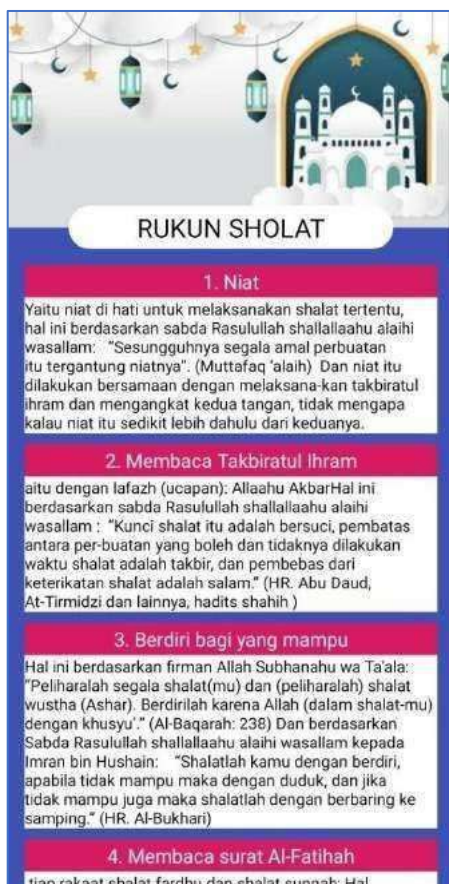 RUKUN SHOLAT
1. Niat
Yaitu niat di hati untuk melaksanakan shalat tertentu,
hal ini berdasarkan sabda Rasulullah shallallaahu alaihi
wasallam: "Sesungguhnya segala amal perbuatan
itu tergantung niatnya". (Muttafaq 'alaih) Dan niat itu
dilakukan bersamaan dengan melaksana-kan takbiratul
ihram dan mengangkat kedua tangan, tidak mengapa
kalau niat itu sedikit lebih dahulu dari keduanya.
2. Membaca Takbiratul Ihram
aitu dengan lafazh (ucapan): Allaahu AkbarHal ini
berdasarkan sabda Rasulullah shallallaahu alaihi
wasallam : "Kunci shalat itu adalah bersuci, pembatas
antara per-buatan yang boleh dan tidaknya dilakukan
waktu shalat adalah takbir, dan pembebas dari
keterikatan shalat adalah salam." (HR. Abu Daud,
At-Tirmidzi dan lainnya, hadits shahih )
3. Berdiri bagi yang mampu
Hal ini berdasarkan firman Allah Subhanahu wa Ta'ala:
"Peliharalah segala shalat(mu) dan (peliharalah) shalat
wustha (Ashar). Berdirilah karena Allah (dalam shalat-mu)
dengan khusyu'." (Al-Baqarah: 238) Dan berdasarkan
Sabda Rasulullah shallallaahu alaihi wasallam kepada
Imran bin Hushain: "Shalatlah kamu dengan berdiri,
apabila tidak mampu maka dengan duduk, dan jika
tidak mampu juga maka shalatlah dengan berbaring ke
samping." (HR. Al-Bukhari)
4. Membaca surat Al-Fatihah
tiap rakaat shalat fardhu dan shalat sunnah: Hal